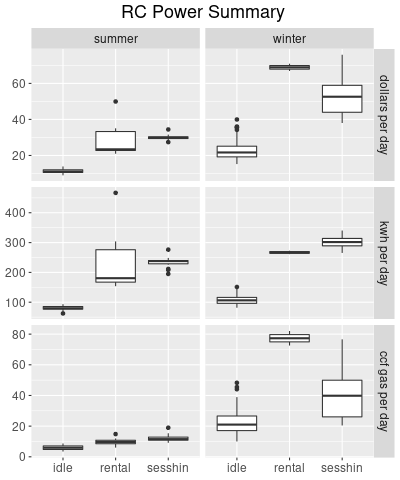 RC Power Summary
summer winter
60
40
20
dollars per day
400
300
200
100
kwh per day
80
60
40
20
0
ccf gas per day
idle rental sesshin idle rental sesshin